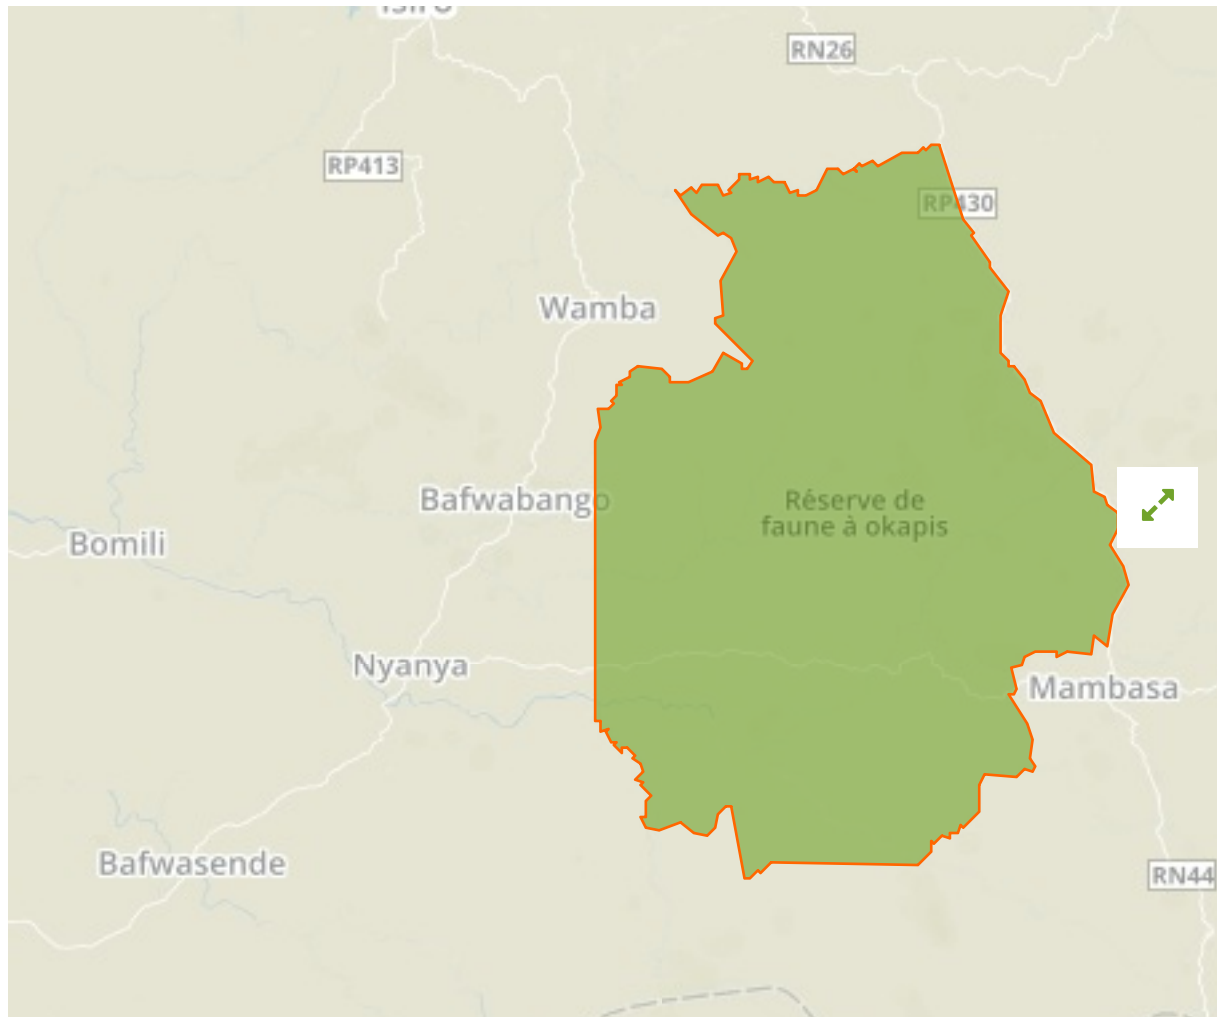 RN26
RP413
RP430
Wamba
Bafwabango
Réserve de
faune à okapis
Bomili
Nyanya
Mambasa
Bafwasende
RN44